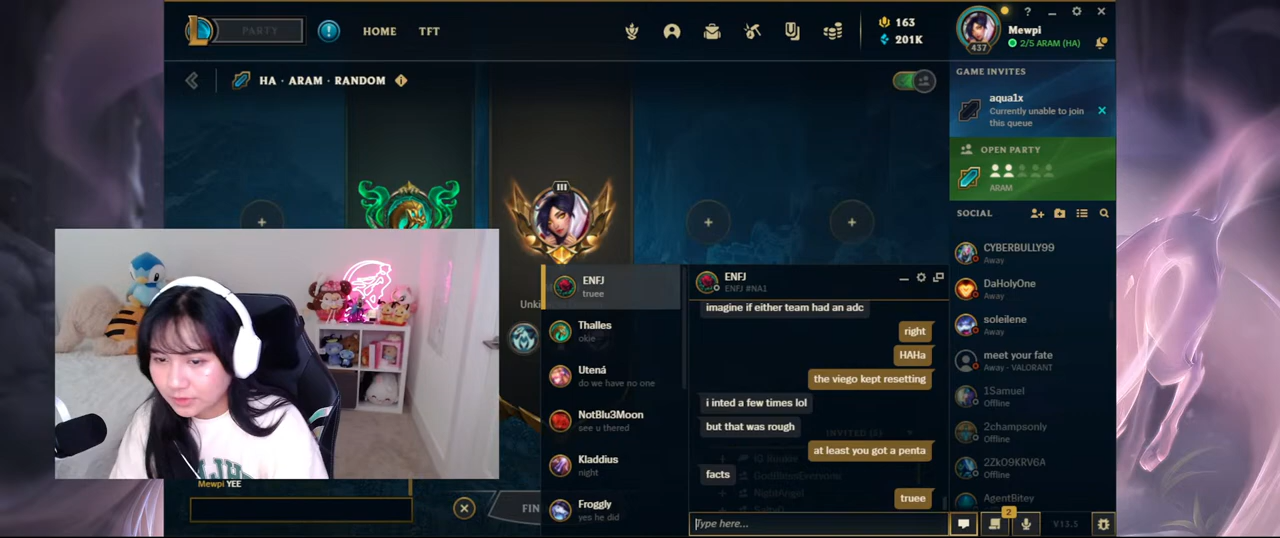 PARTY
HOME
TFT
163
201K
?
437
Mewpi
2/5 ARAM (HA)
HA · ARAM · RANDOM
GAME INVITES
aqua1x
Currently unable to join
this queue
OPEN PARTY
ARAM
SOCIAL
CYBERBULLY99
Away
DaHolyOne
Away
soleilene
Away
meet your fate
Away - VALORANT
1Samuel
Offline
2champsonly
Offline
2ZkO9KRV6A
Offline
AgentBitey
III
ENFJ
truee
Thalles
okie
Utená
do we have no one
NotBlu3Moon
see u thered
Kladdius
night
Froggly
yes he did
ENFJ
ENFJ #NA1
imagine if either team had an adc
right
HAHa
the viego kept resetting
i inted a few times lol
but that was rough
at least you got a penta
facts
truee
Type here...
Mewpi YEE
FIN
NightAngel
2
V13.5